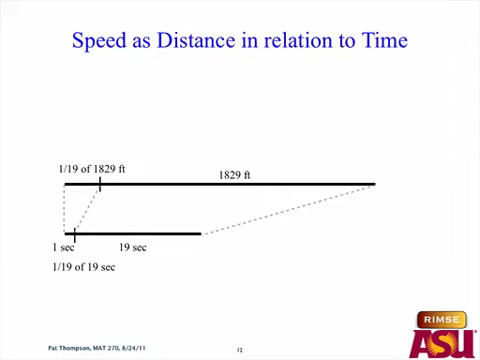 Speed as Distance in relation to Time
1/19 of 1829 ft
1829 ft
1 sec
19 sec
1/19 of 19 sec
RIMSE
Pat Thompson, MAT 270, 8/24/11
12
ASU